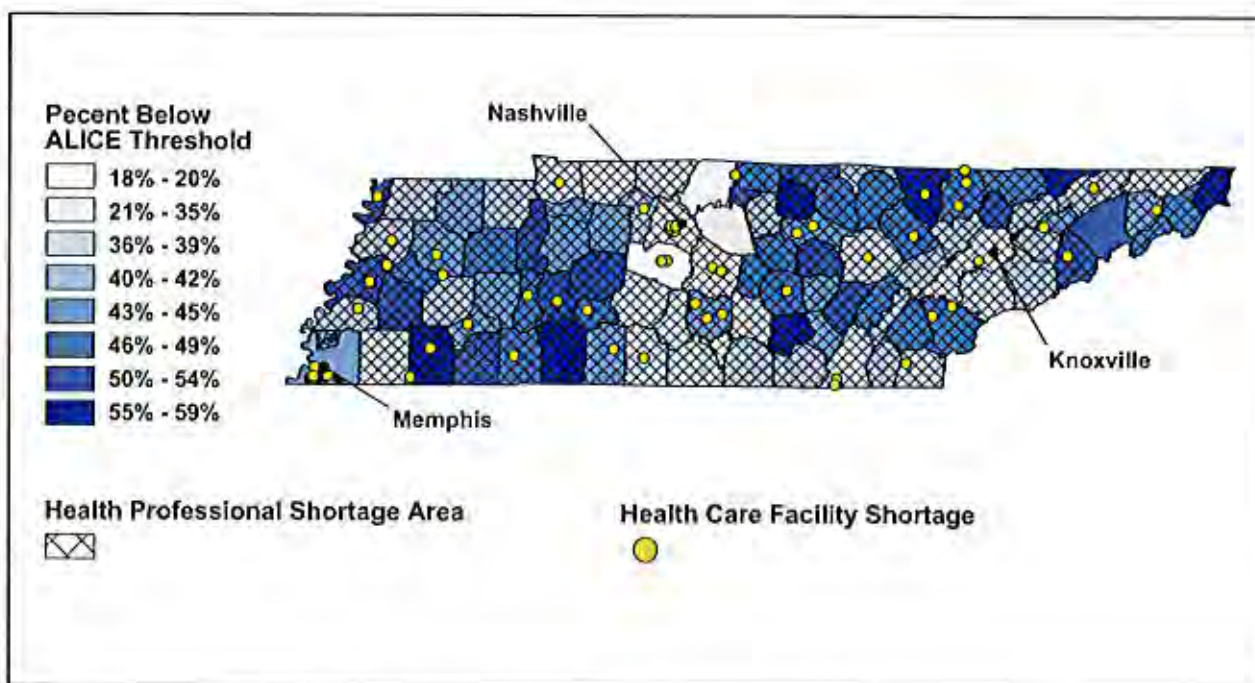 Nashville
Pecent Below
ALICE Threshold
18% - 20%
21% - 35%
36% - 39%
40% - 42%
43% - 45%
46% - 49%
50% - 54%
55% - 59%
Knoxville
Memphis
Health Professional Shortage Area
Health Care Facility Shortage